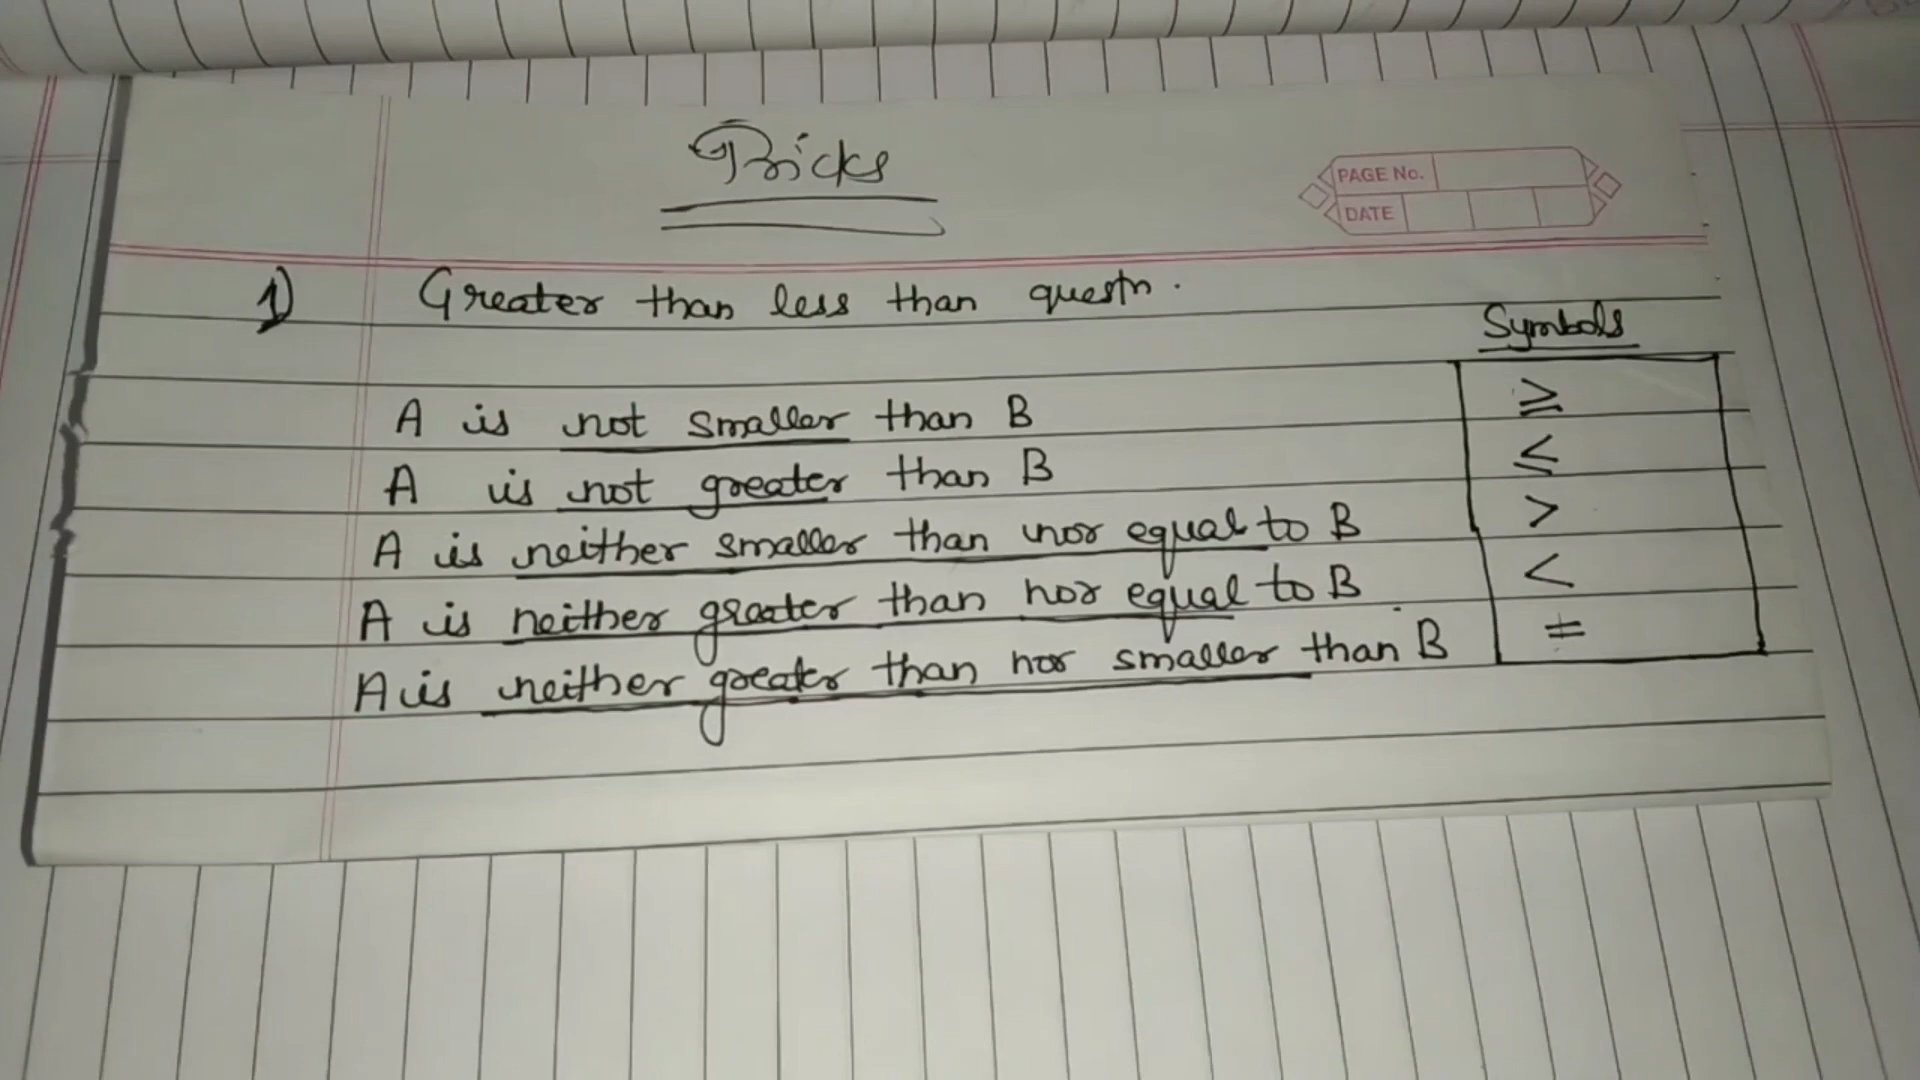 Tricks
PAGE No.
DATE
1) Greater than less than questn.
Symbols
A is not smaller than B ≥
A is not greater than B ≤
A is neither smaller than nor equal to B >
A is neither greater than nor equal to B <
A is neither greater than nor smaller than B =